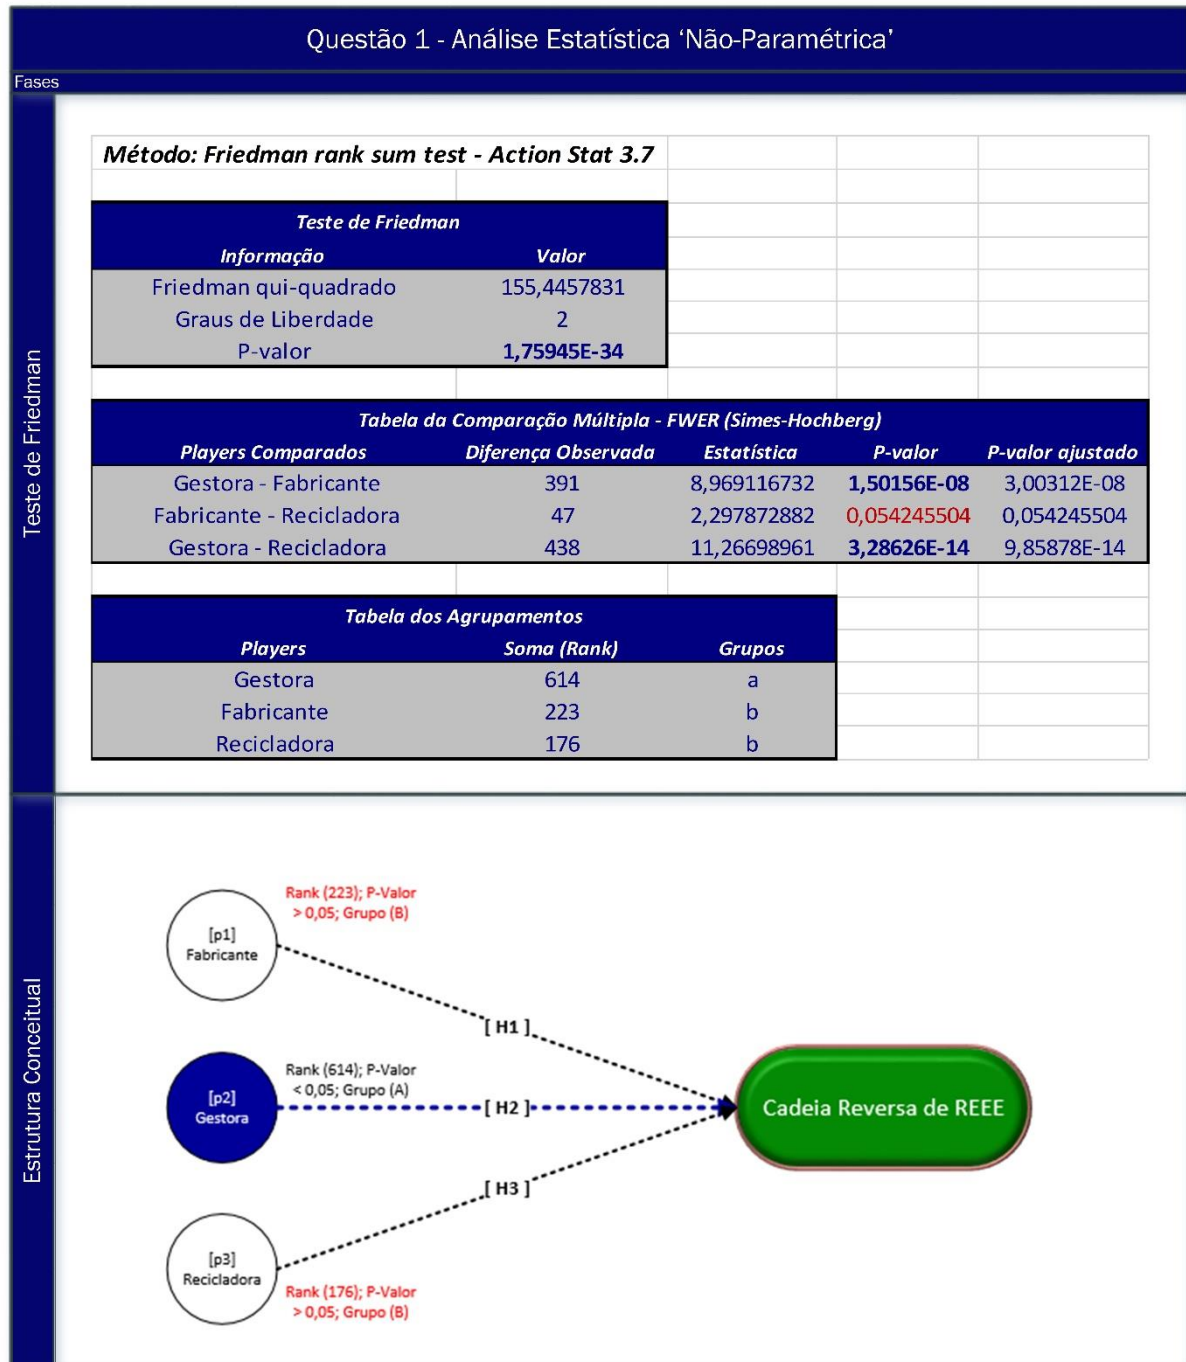 Questão 1 - Análise Estatística ‘Não-Paramétrica’
Fases
Teste de Friedman
Método: Friedman rank sum test - Action Stat 3.7
Teste de Friedman
Informação Valor
Friedman qui-quadrado 155,4457831
Graus de Liberdade 2
P-valor 1,75945E-34
Tabela da Comparação Múltipla - FWER (Simes-Hochberg)
Players Comparados Diferença Observada Estatística P-valor P-valor ajustado
Gestora - Fabricante 391 8,969116732 1,50156E-08 3,00312E-08
Fabricante - Recicladora 47 2,297872882 0,054245504 0,054245504
Gestora - Recicladora 438 11,26698961 3,28626E-14 9,85878E-14
Tabela dos Agrupamentos
Players Soma (Rank) Grupos
Gestora 614 a
Fabricante 223 b
Recicladora 176 b
Estrutura Conceitual
Rank (223); P-Valor
> 0,05; Grupo (B)
[p1]
Fabricante
[ H1 ]
Rank (614); P-Valor
< 0,05; Grupo (A)
[p2]
Gestora
[ H2 ]
Cadeia Reversa de REEE
[ H3 ]
[p3]
Recicladora
Rank (176); P-Valor
> 0,05; Grupo (B)